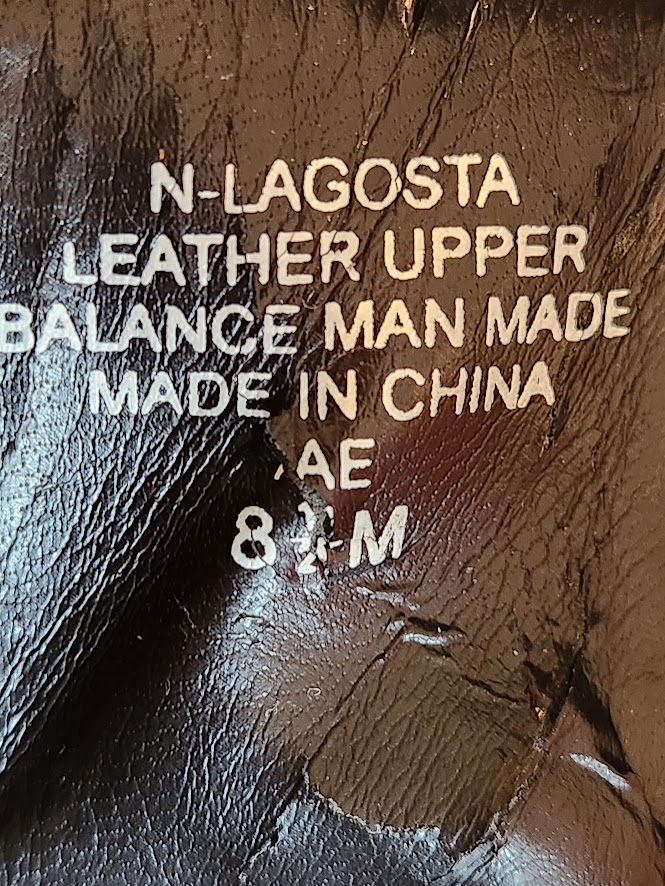 N-LAGOSTA
LEATHER UPPER
BALANCE MAN MADE
MADE IN CHINA
AE
8 1/2 M